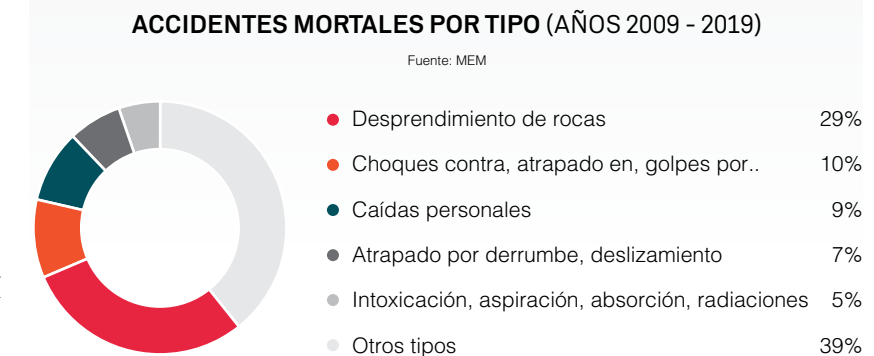 ACCIDENTES MORTALES POR TIPO (AÑOS 2009 - 2019)
Fuente: MEM
Desprendimiento de rocas 29%
Choques contra, atrapado en, golpes por.. 10%
Caídas personales 9%
Atrapado por derrumbe, deslizamiento 7%
Intoxicación, aspiración, absorción, radiaciones 5%
Otros tipos 39%